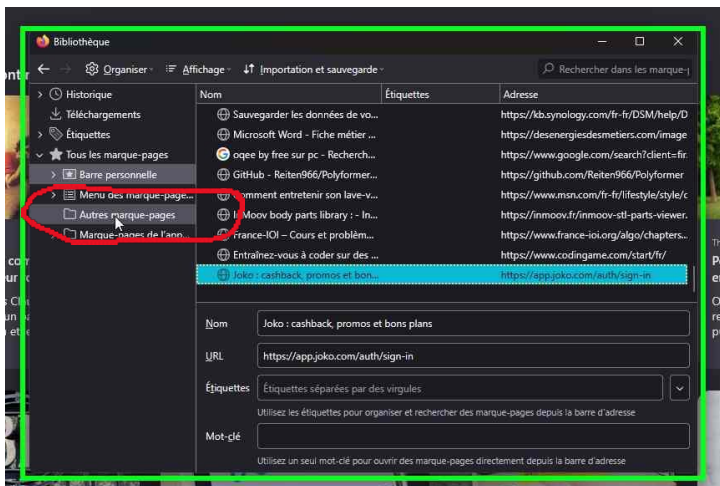 Bibliothèque
Organiser Affichage Importation et sauvegarde Rechercher dans les marque-p
Historique
Téléchargements
Étiquettes
Tous les marque-pages
Barre personnelle
Menu des marque-page...
Autres marque-pages
Marque-pages de l'app...
Nom Étiquettes Adresse
Sauvegarder les données de vo... https://kb.synology.com/fr-fr/DSM/help/D
Microsoft Word - Fiche métier ... https://desenergiesdesmetiers.com/image
oqee by free sur pc - Recherch... https://www.google.com/search?client=fir
GitHub - Reiten966/Polyformer... https://github.com/Reiten966/Polyformer
Comment entretenir son lave-v... https://www.msn.com/fr-fr/lifestyle/style/c
InMoov body parts library : - In... https://inmoov.fr/inmoov-stl-parts-viewer.
France-IOI – Cours et problèm... https://www.france-ioi.org/algo/chapters...
Entraînez-vous à coder sur des ... https://www.codingame.com/start/fr/
Joko : cashback, promos et bon... https://app.joko.com/auth/sign-in
Nom Joko : cashback, promos et bons plans
URL https://app.joko.com/auth/sign-in
Étiquettes Étiquettes séparées par des virgules
Utilisez les étiquettes pour organiser et rechercher des marque-pages depuis la barre d'adresse
Mot-clé
Utilisez un seul mot-clé pour ouvrir des marque-pages directement depuis la barre d'adresse